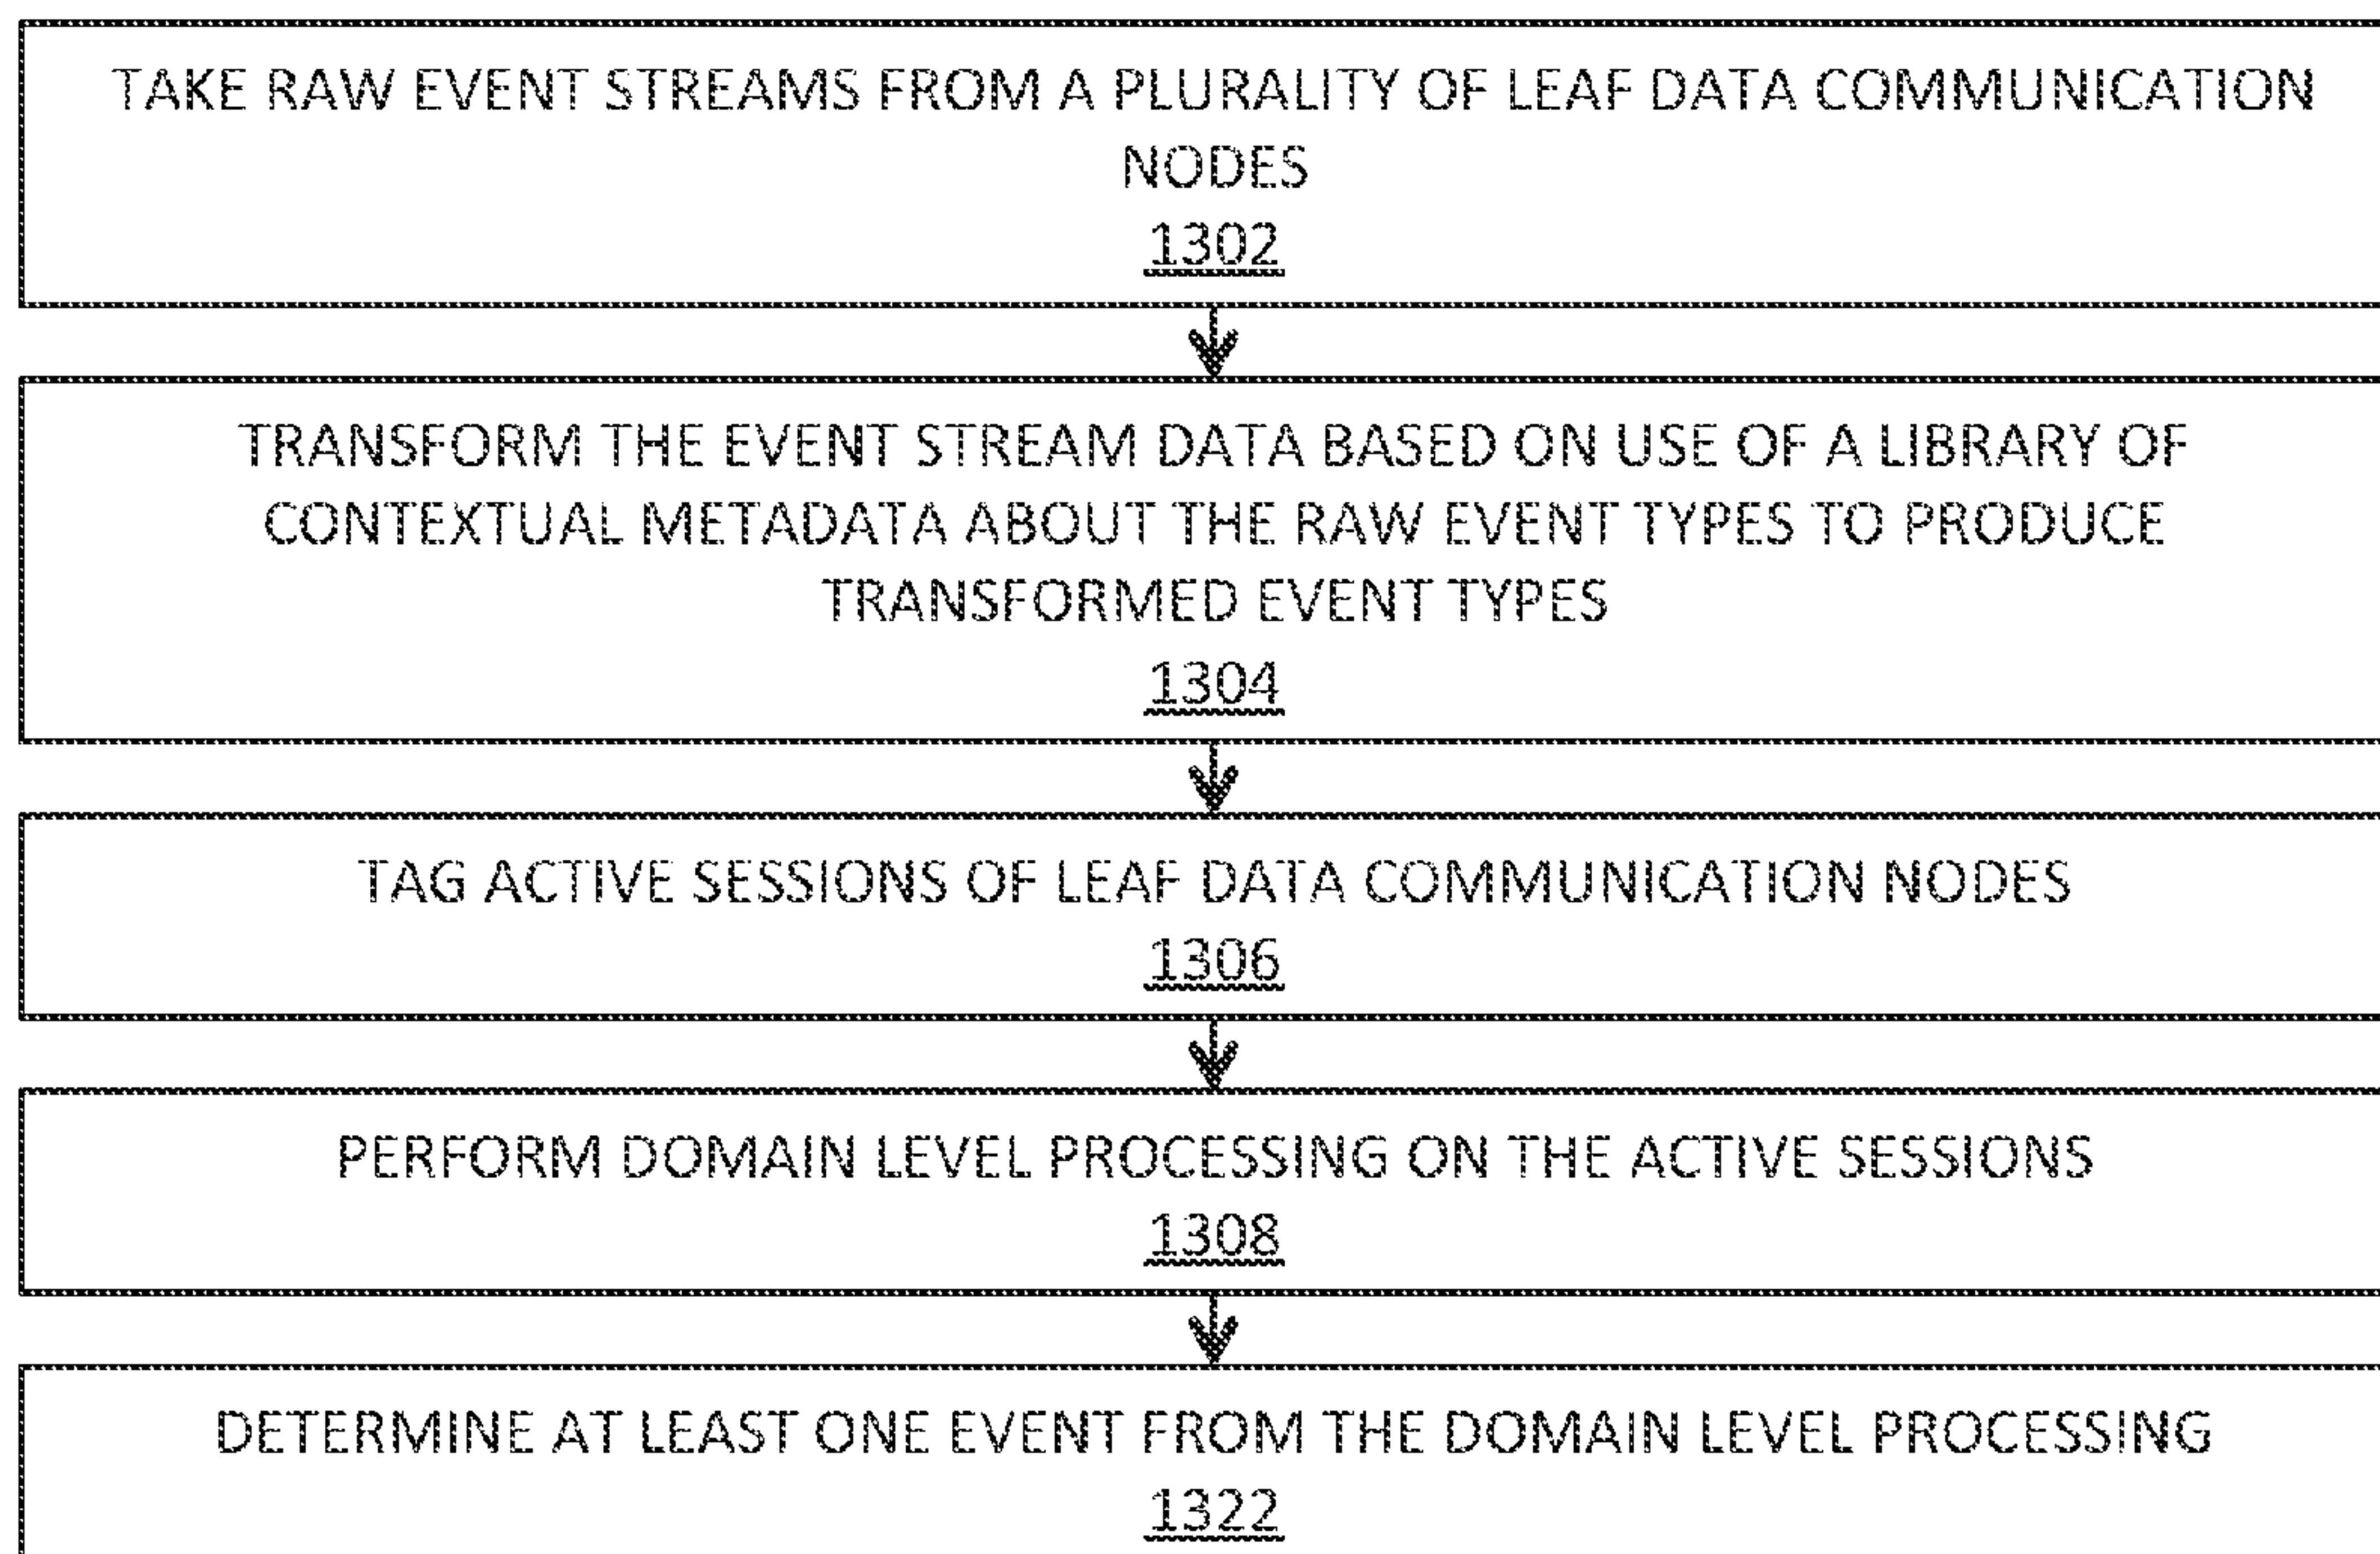 TAKE RAW EVENT STREAMS FROM A PLURALITY OF LEAF DATA COMMUNICATION
NODES
1302
TRANSFORM THE EVENT STREAM DATA BASED ON USE OF A LIBRARY OF
CONTEXTUAL METADATA ABOUT THE RAW EVENT TYPES TO PRODUCE
TRANSFORMED EVENT TYPES
1304
TAG ACTIVE SESSIONS OF LEAF DATA COMMUNICATION NODES
1306
PERFORM DOMAIN LEVEL PROCESSING ON THE ACTIVE SESSIONS
1308
DETERMINE AT LEAST ONE EVENT FROM THE DOMAIN LEVEL PROCESSING
1322